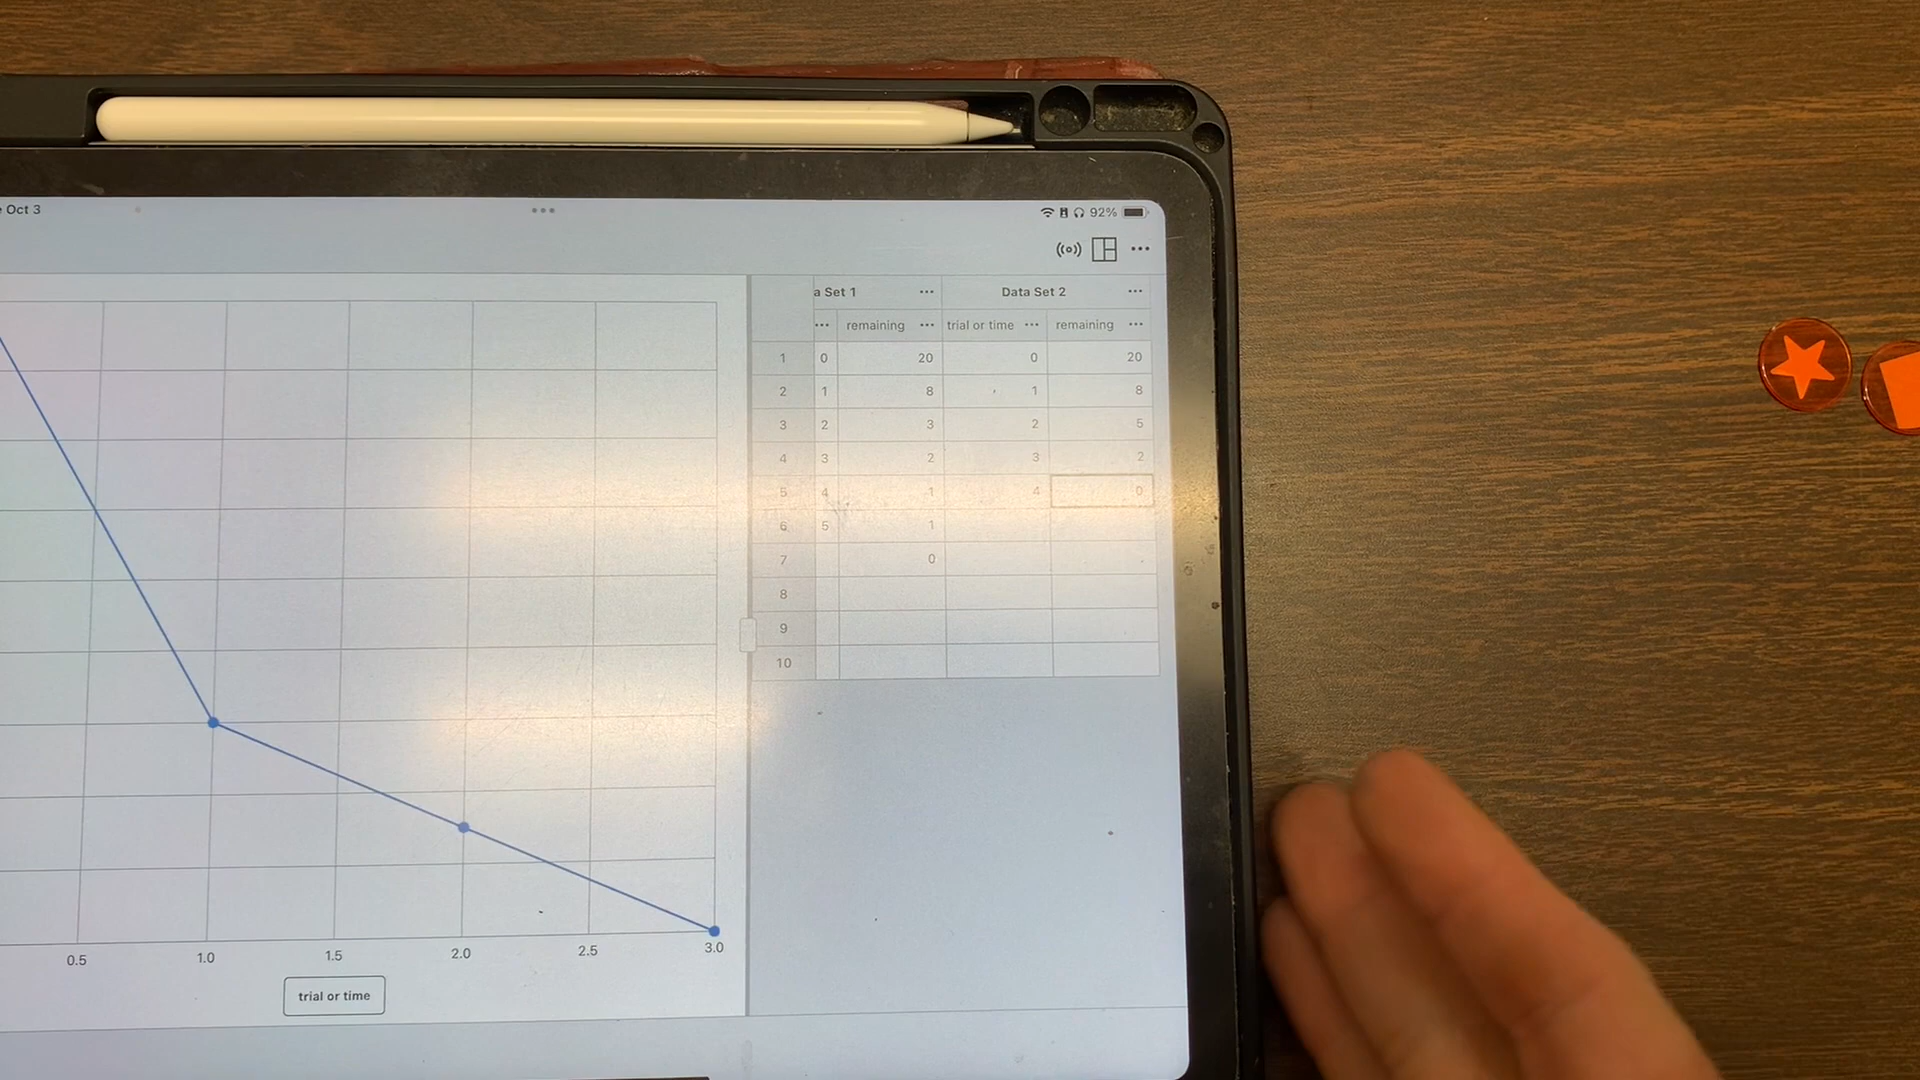 Oct 3
92%
a Set 1 Data Set 2
remaining trial or time remaining
1 0 20 0 20
2 1 8 1 8
3 2 3 2 5
4 3 2 3 2
5 4 1 4 0
6 5 1
7 0
8
9
10
0.5 1.0 1.5 2.0 2.5 3.0
trial or time